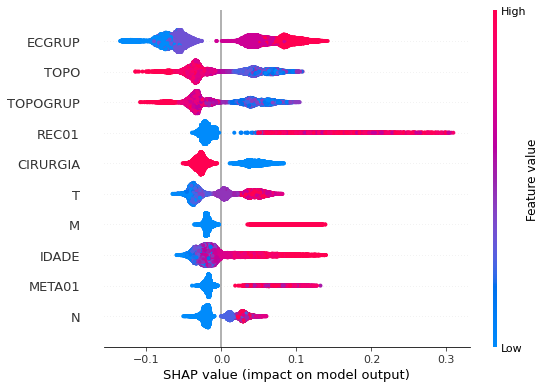 High
ECGRUP
TOPO
TOPOGRUP
REC01
CIRURGIA
T
M
IDADE
META01
N
Feature value
Low
−0.1 0.0 0.1 0.2 0.3
SHAP value (impact on model output)